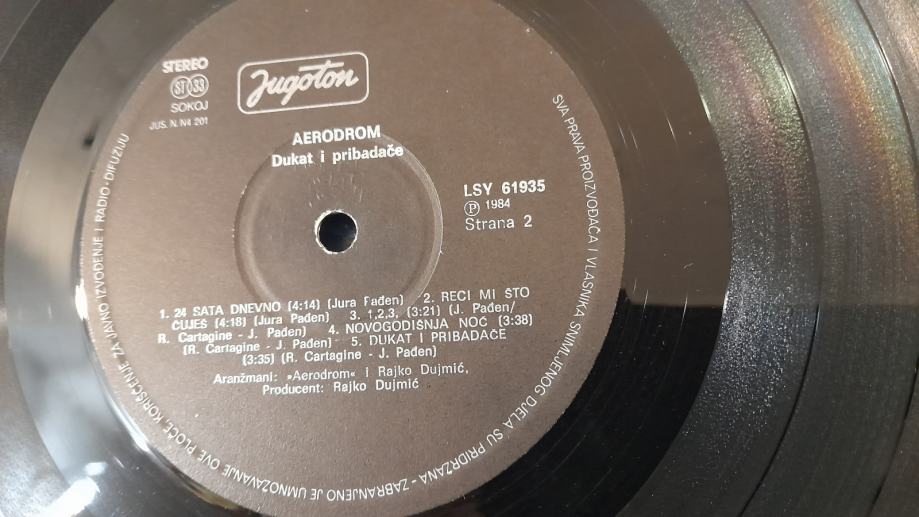 STEREO
ST 33
SOKOJ
JUS. N. N4 201
Jugoton
AERODROM
Dukat i pribadače
LSY 61935
Ⓟ 1984
Strana 2
1. 24 SATA DNEVNO (4:14) (Jura Pađen) 2. RECI MI ŠTO
ČUJEŠ (4:18) (Jura Pađen) 3. 1,2,3, (3:21) (J. Pađen/
R. Cartagine - J. Pađen) 4. NOVOGODIŠNJA NOĆ (3:38)
(R. Cartagine - J. Pađen) 5. DUKAT I PRIBADAČE
(3:35) (R. Cartagine - J. Pađen)
Aranžmani: »Aerodrom« i Rajko Dujmić,
Producent: Rajko Dujmić
SVA PRAVA PROIZVOĐAČA I VLASNIKA SNIMLJENOG DJELA SU PRIDRŽANA - ZABRANJENO JE UMNOŽAVANJE OVE PLOČE, KORIŠĆENJE ZA JAVNO IZVOĐENJE I RADIO-DIFUZIJU